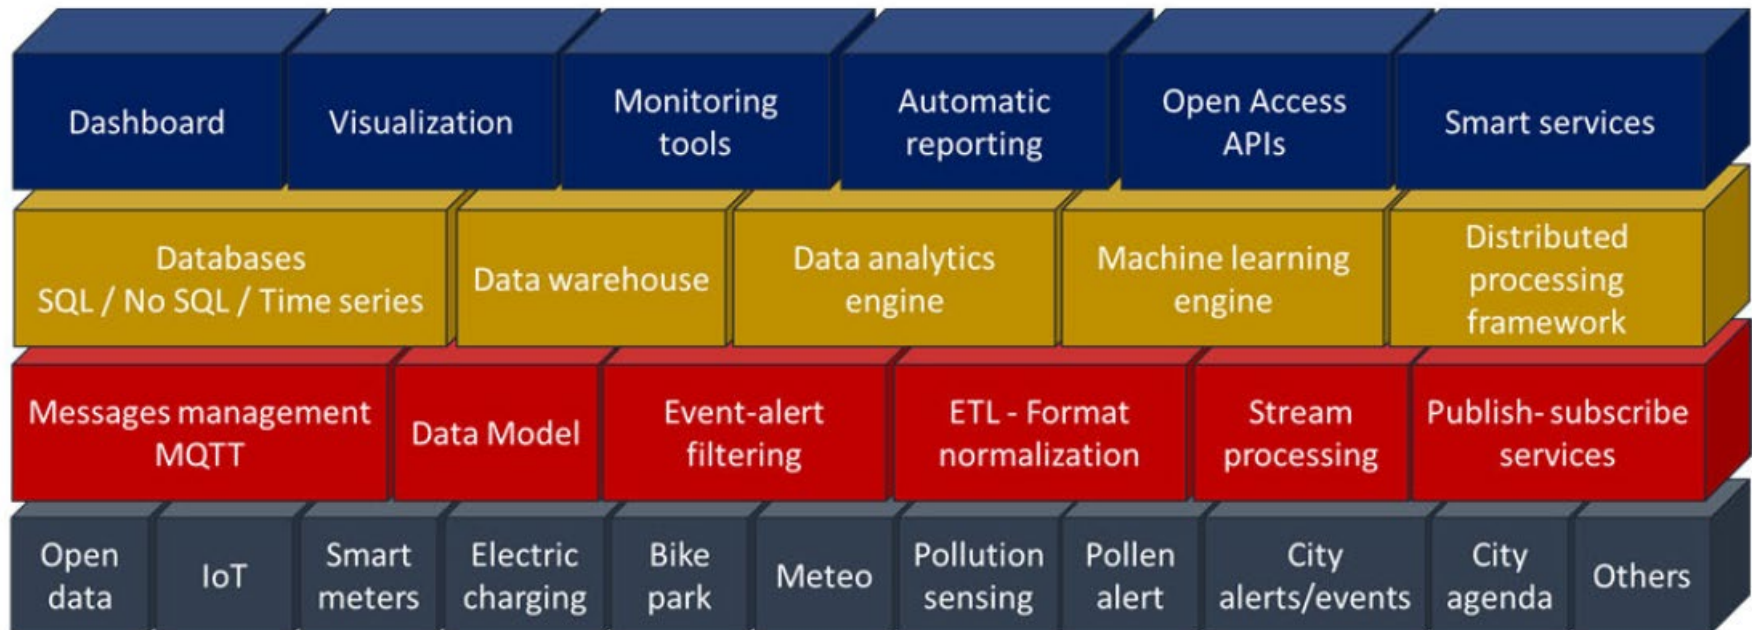 Dashboard
Visualization
Monitoring
tools
Automatic
reporting
Open Access
APIs
Smart services
Databases
SQL / No SQL / Time series
Data warehouse
Data analytics
engine
Machine learning
engine
Distributed
processing
framework
Messages management
MQTT
Data Model
Event-alert
filtering
ETL - Format
normalization
Stream
processing
Publish- subscribe
services
Open
data
IoT
Smart
meters
Electric
charging
Bike
park
Meteo
Pollution
sensing
Pollen
alert
City
alerts/events
City
agenda
Others